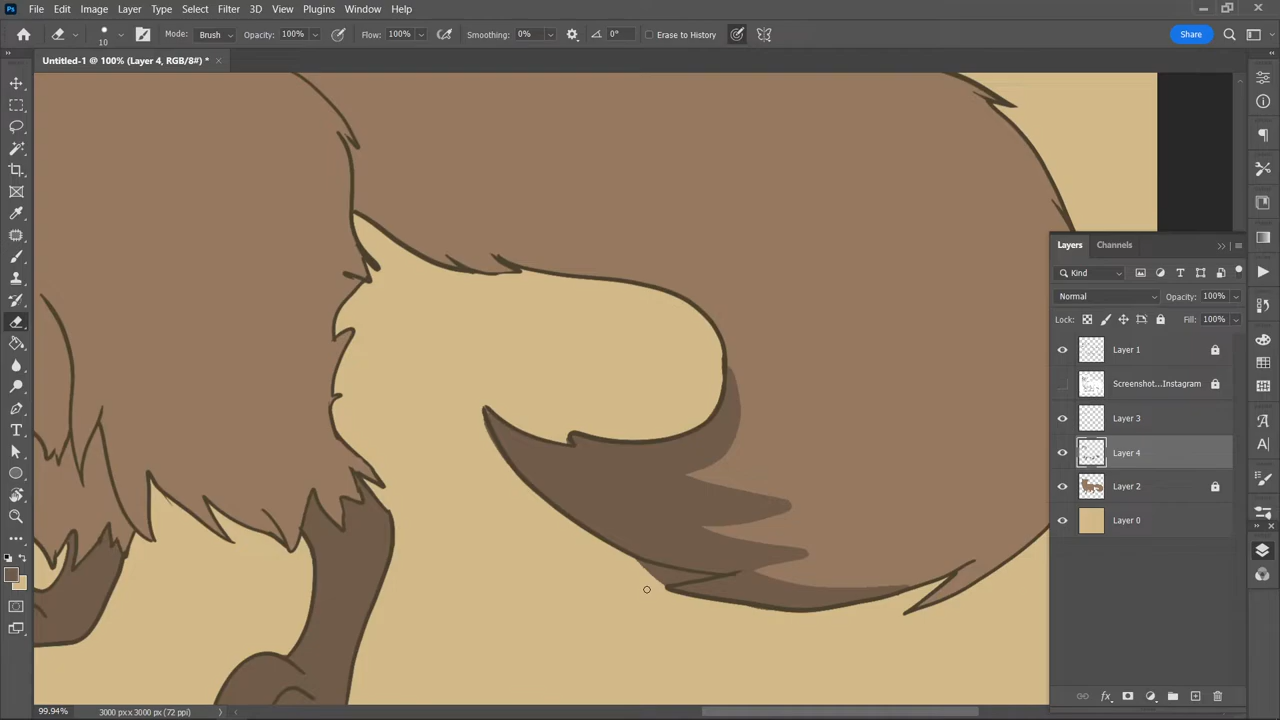 Ps File Edit Image Layer Type Select Filter 3D View Plugins Window Help
10 Mode: Brush Opacity: 100% Flow: 100% Smoothing: 0% 0° Erase to History Share
Untitled-1 @ 100% (Layer 4, RGB/8#) *
Layers Channels
Kind
Normal Opacity: 100%
Lock: Fill: 100%
Layer 1
Screenshot...Instagram
Layer 3
Layer 4
Layer 2
Layer 0
fx
99.94% 3000 px x 3000 px (72 ppi)